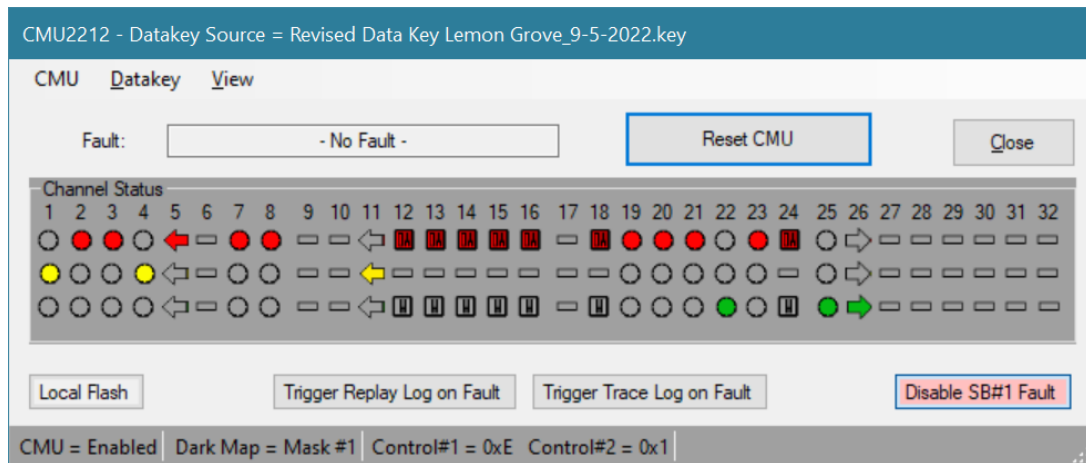 CMU2212 - Datakey Source = Revised Data Key Lemon Grove_9-5-2022.key
CMU Datakey View
Fault: - No Fault - Reset CMU Close
Channel Status
1 2 3 4 5 6 7 8 9 10 11 12 13 14 15 16 17 18 19 20 21 22 23 24 25 26 27 28 29 30 31 32
Local Flash Trigger Replay Log on Fault Trigger Trace Log on Fault Disable SB#1 Fault
CMU = Enabled Dark Map = Mask #1 Control#1 = 0xE Control#2 = 0x1